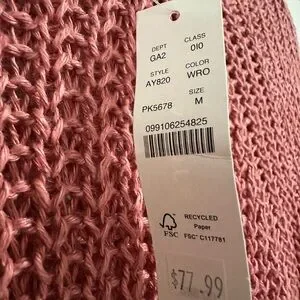 DEPT CLASS
GA2 010
STYLE COLOR
AY820 WRO
PK5678 SIZE
M
099106254825
RECYCLED
Paper
FSC FSC® C117781
$77.99